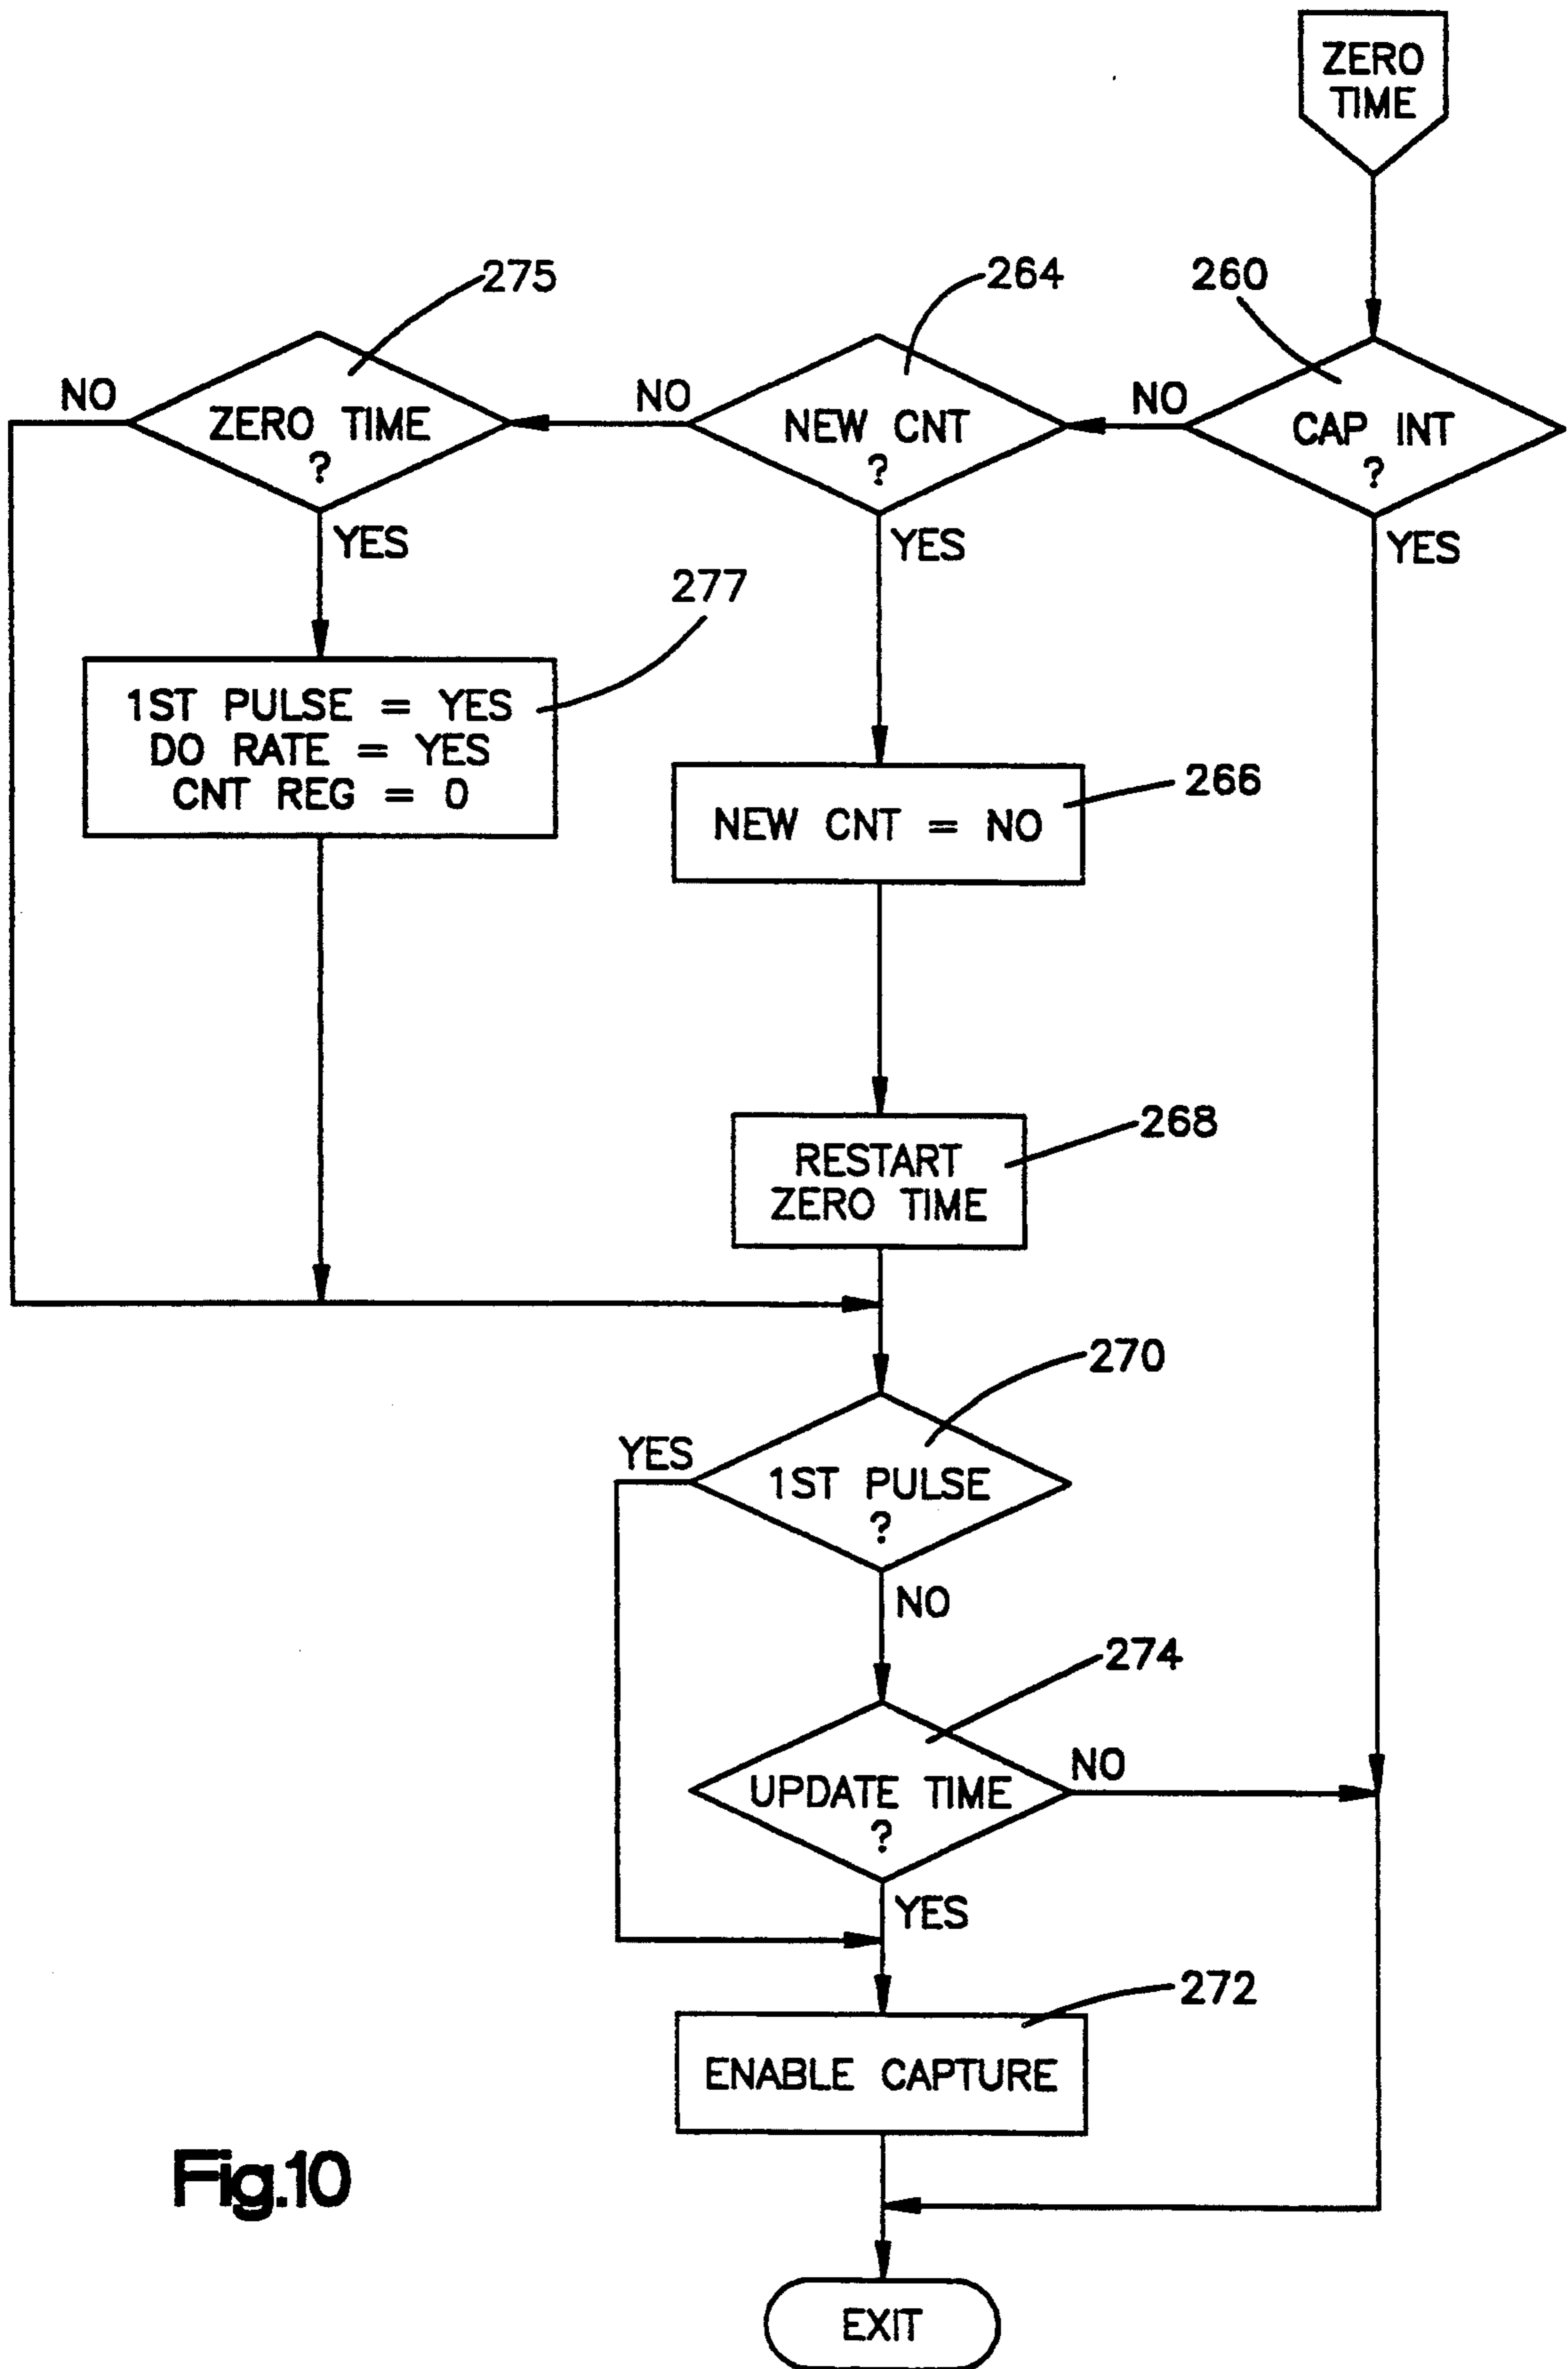 ZERO
TIME
275
264
260
NO
ZERO TIME
?
NO
NEW CNT
?
NO
CAP INT
?
YES
YES
YES
277
1ST PULSE = YES
DO RATE = YES
CNT REG = 0
266
NEW CNT = NO
268
RESTART
ZERO TIME
270
YES
1ST PULSE
?
NO
274
UPDATE TIME
?
NO
YES
272
ENABLE CAPTURE
Fig.10
EXIT